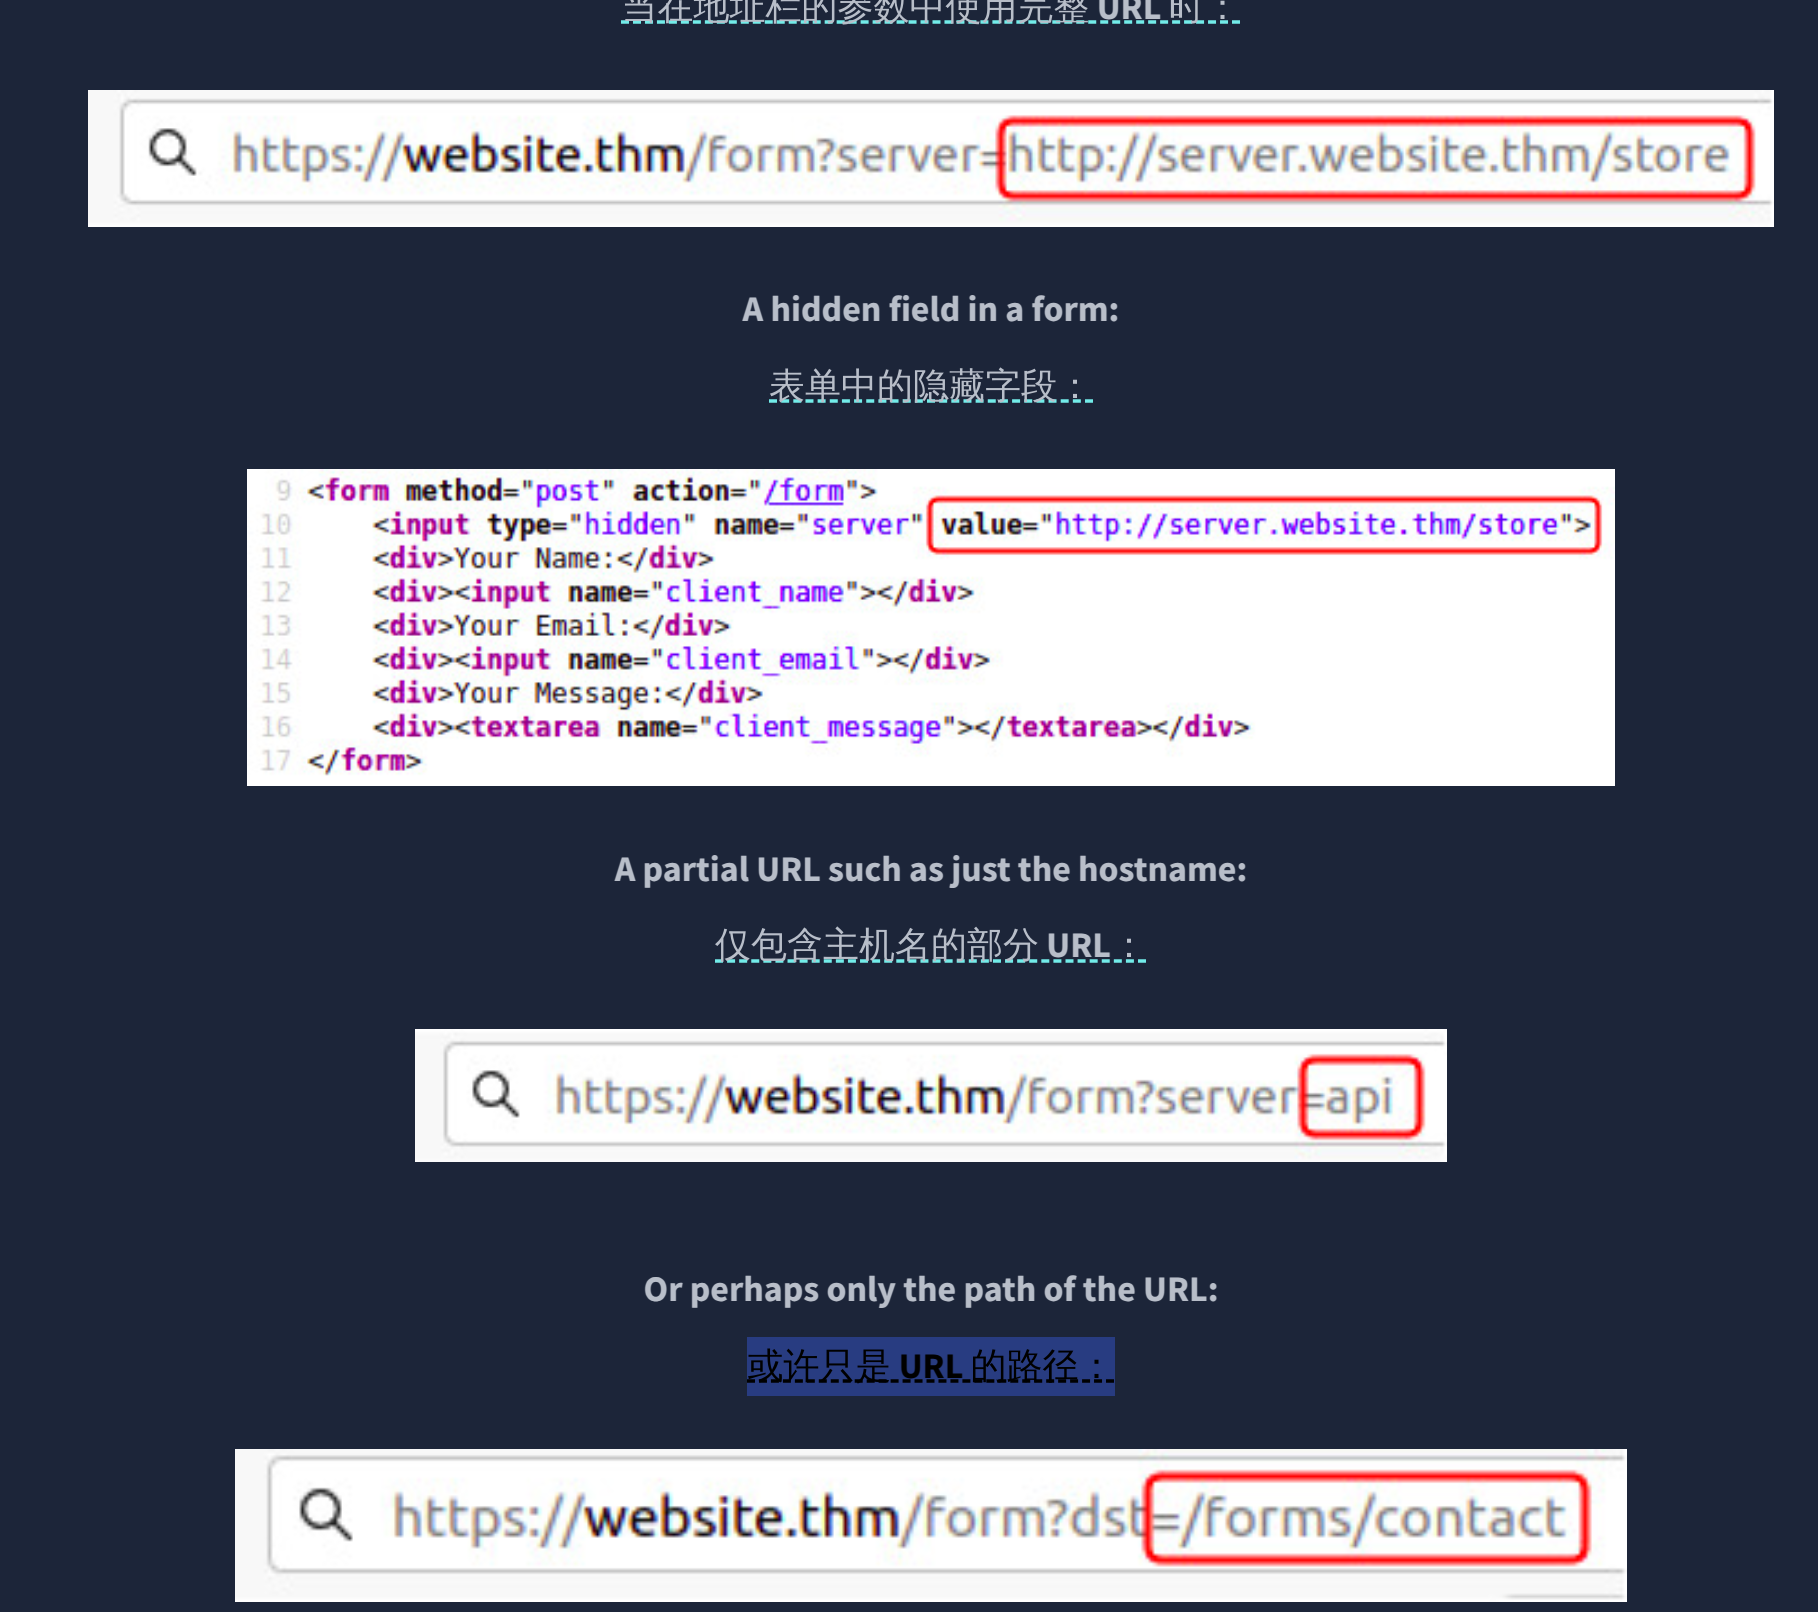 当在地址栏的参数中使用完整 URL 时：
https://website.thm/form?server=http://server.website.thm/store
A hidden field in a form:
表单中的隐藏字段：
9 <form method="post" action="/form">
10 <input type="hidden" name="server" value="http://server.website.thm/store">
11 <div>Your Name:</div>
12 <div><input name="client_name"></div>
13 <div>Your Email:</div>
14 <div><input name="client_email"></div>
15 <div>Your Message:</div>
16 <div><textarea name="client_message"></textarea></div>
17 </form>
A partial URL such as just the hostname:
仅包含主机名的部分 URL：
https://website.thm/form?server=api
Or perhaps only the path of the URL:
或许只是 URL 的路径：
https://website.thm/form?dst=/forms/contact